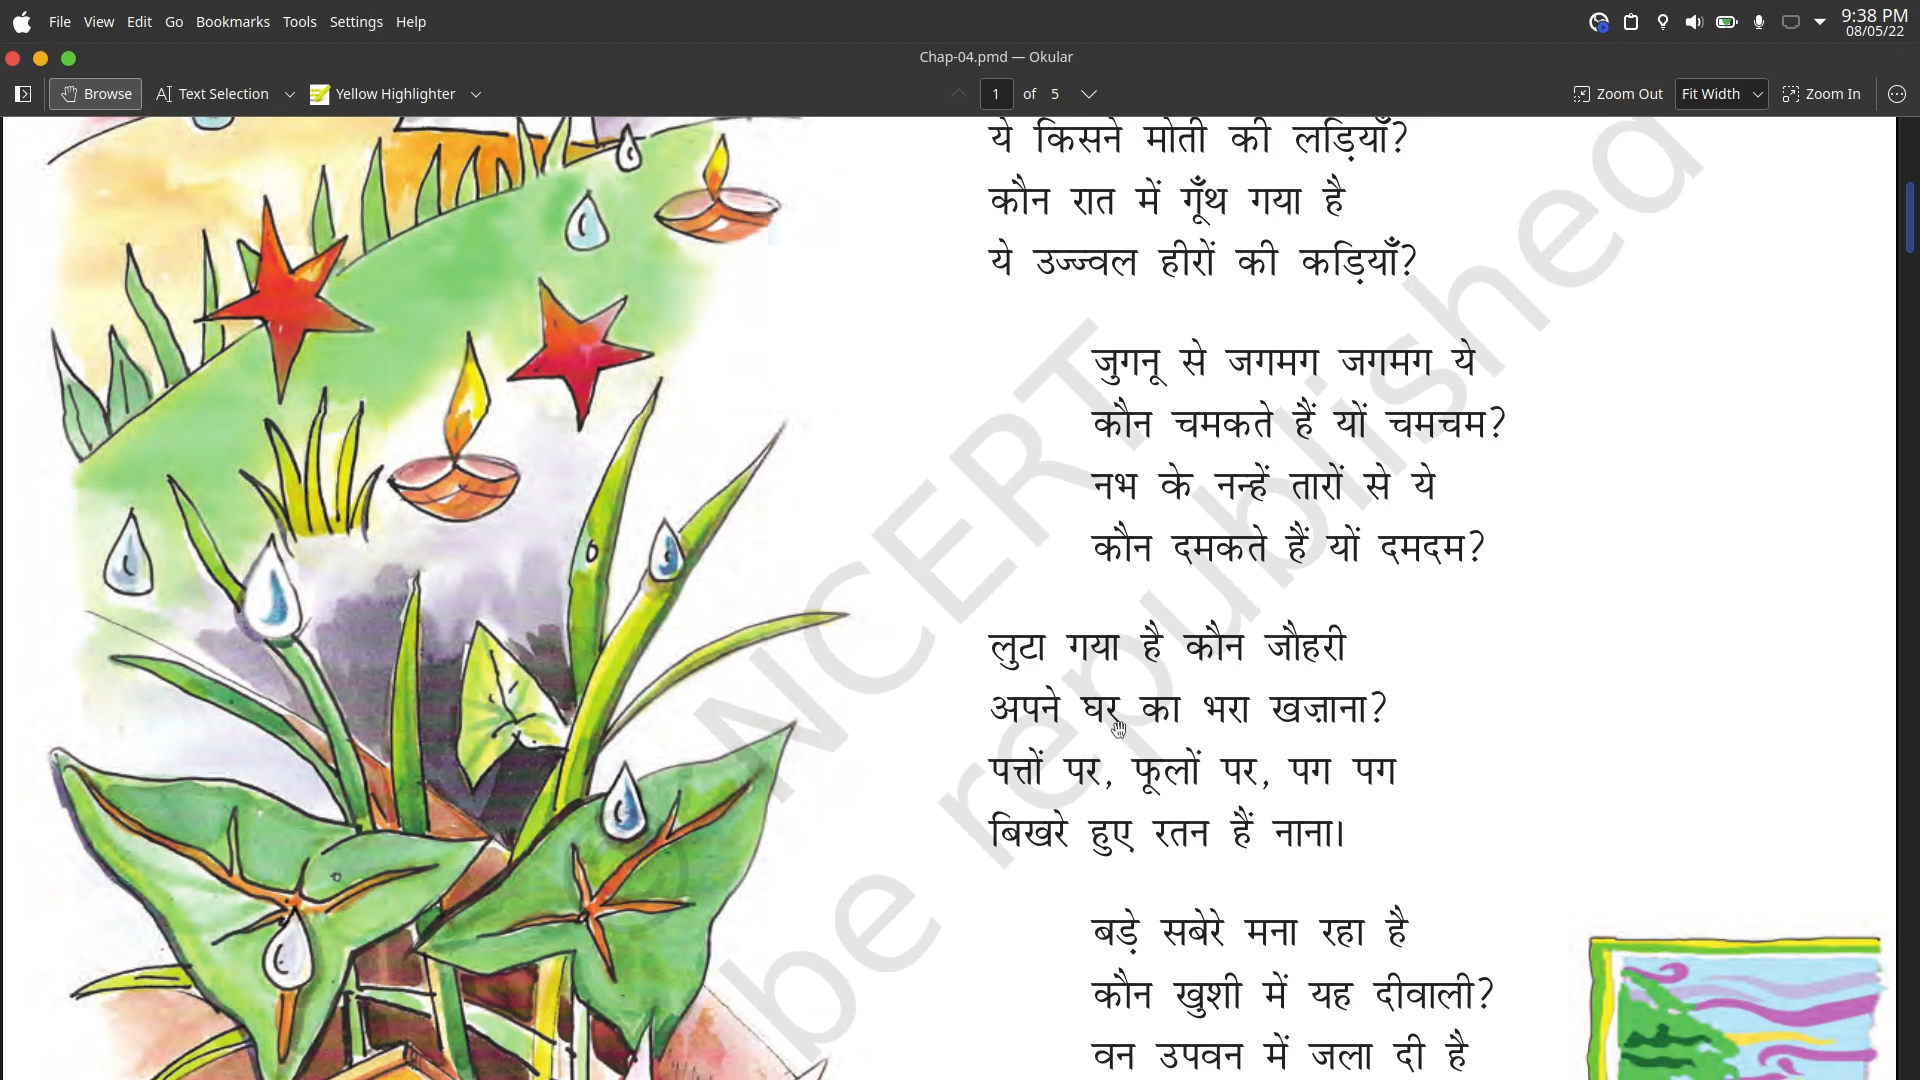 File View Edit Go Bookmarks Tools Settings Help
9:38 PM
08/05/22
Chap-04.pmd — Okular
Browse Text Selection Yellow Highlighter 1 of 5 Zoom Out Fit Width Zoom In
ये किसने मोती की लड़ियाँ?
कौन रात में गूँथ गया है
ये उज्ज्वल हीरों की कड़ियाँ?
जुगनू से जगमग जगमग ये
कौन चमकते हैं यों चमचम?
नभ के नन्हें तारों से ये
कौन दमकते हैं यों दमदम?
लुटा गया है कौन जौहरी
अपने घर का भरा खज़ाना?
पत्तों पर, फूलों पर, पग पग
बिखरे हुए रतन हैं नाना।
बड़े सबेरे मना रहा है
कौन खुशी में यह दीवाली?
वन उपवन में जला दी है
© NCERT
be republished